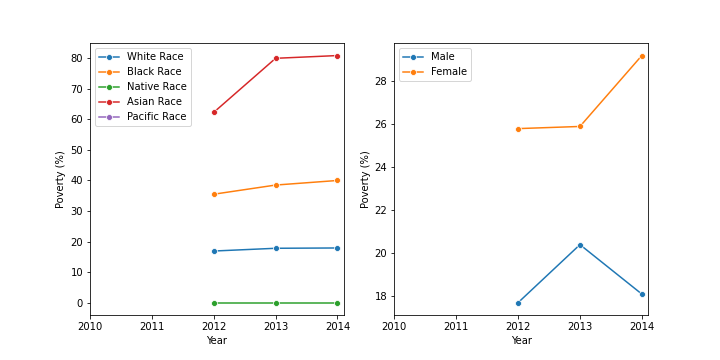 White Race
Black Race
Native Race
Asian Race
Pacific Race
Poverty (%)
80
70
60
50
40
30
20
10
0
2010 2011 2012 2013 2014
Year
Male
Female
Poverty (%)
28
26
24
22
20
18
2010 2011 2012 2013 2014
Year